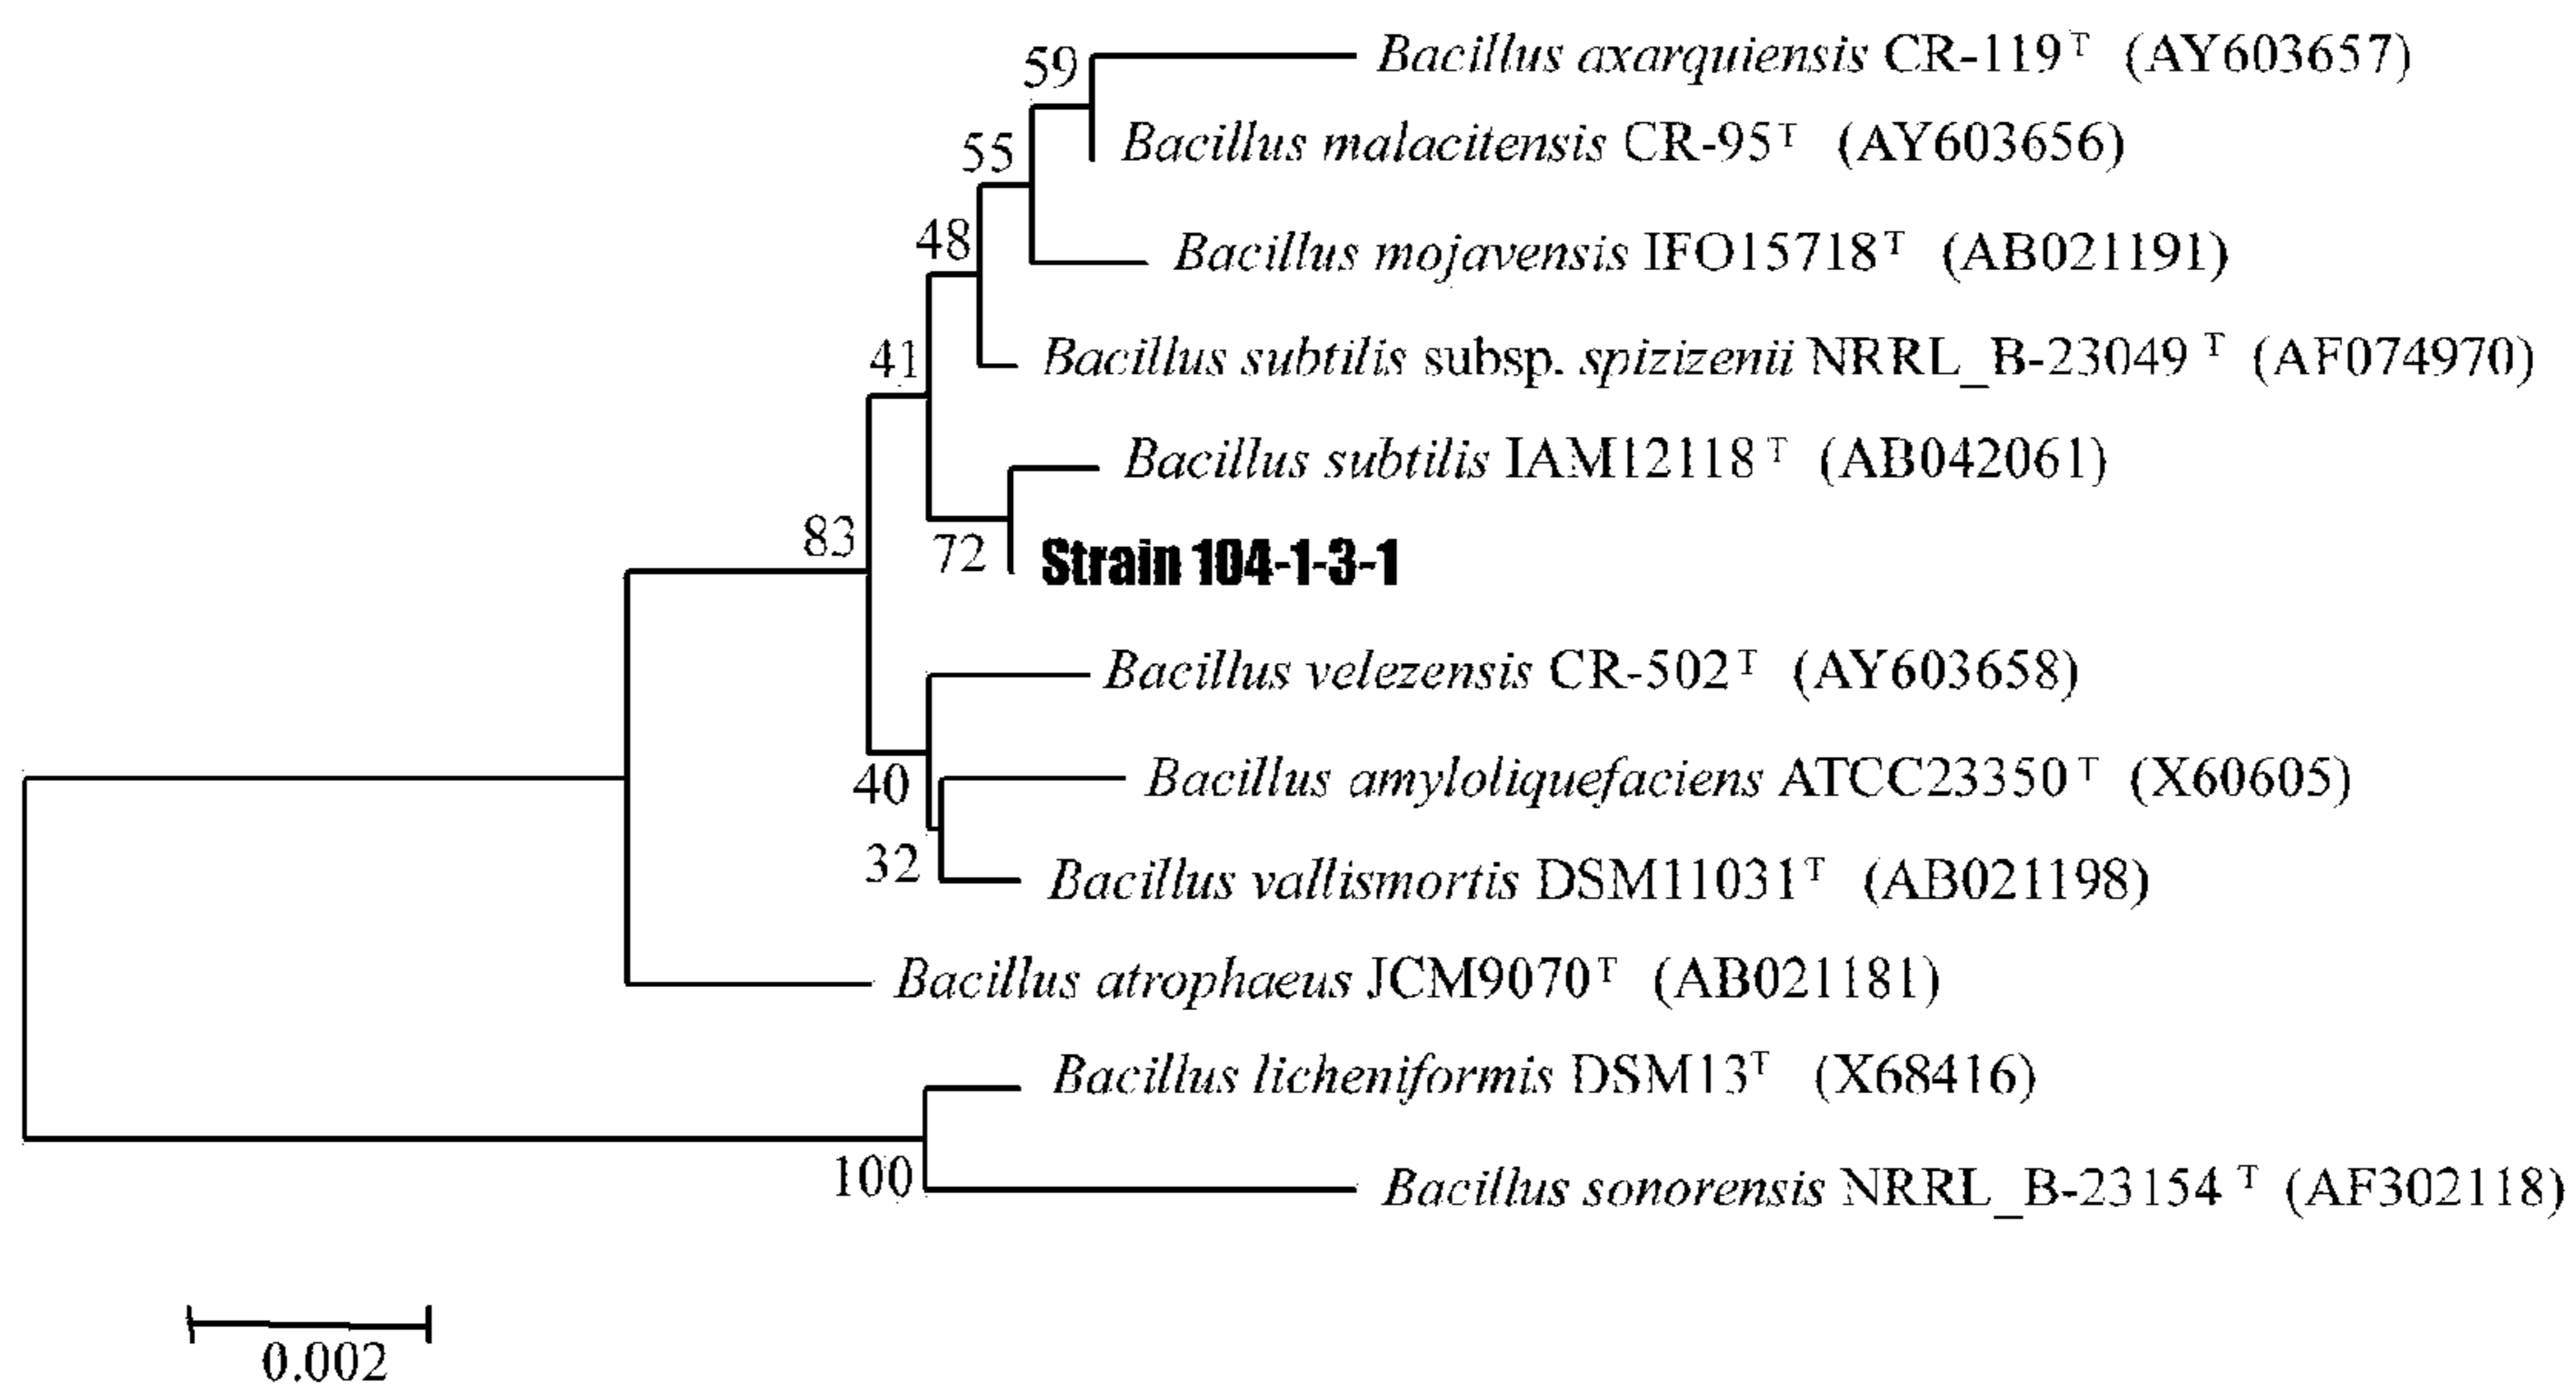 59
Bacillus axarquiensis CR-119ᵀ (AY603657)
55
Bacillus malacitensis CR-95ᵀ (AY603656)
48
Bacillus mojavensis IFO15718ᵀ (AB021191)
41
Bacillus subtilis subsp. spizizenii NRRL_B-23049 ᵀ (AF074970)
Bacillus subtilis IAM12118ᵀ (AB042061)
83
72
Strain 104-1-3-1
Bacillus velezensis CR-502ᵀ (AY603658)
40
Bacillus amyloliquefaciens ATCC23350ᵀ (X60605)
32
Bacillus vallismortis DSM11031ᵀ (AB021198)
Bacillus atrophaeus JCM9070ᵀ (AB021181)
Bacillus licheniformis DSM13ᵀ (X68416)
100
Bacillus sonorensis NRRL_B-23154 ᵀ (AF302118)
0.002